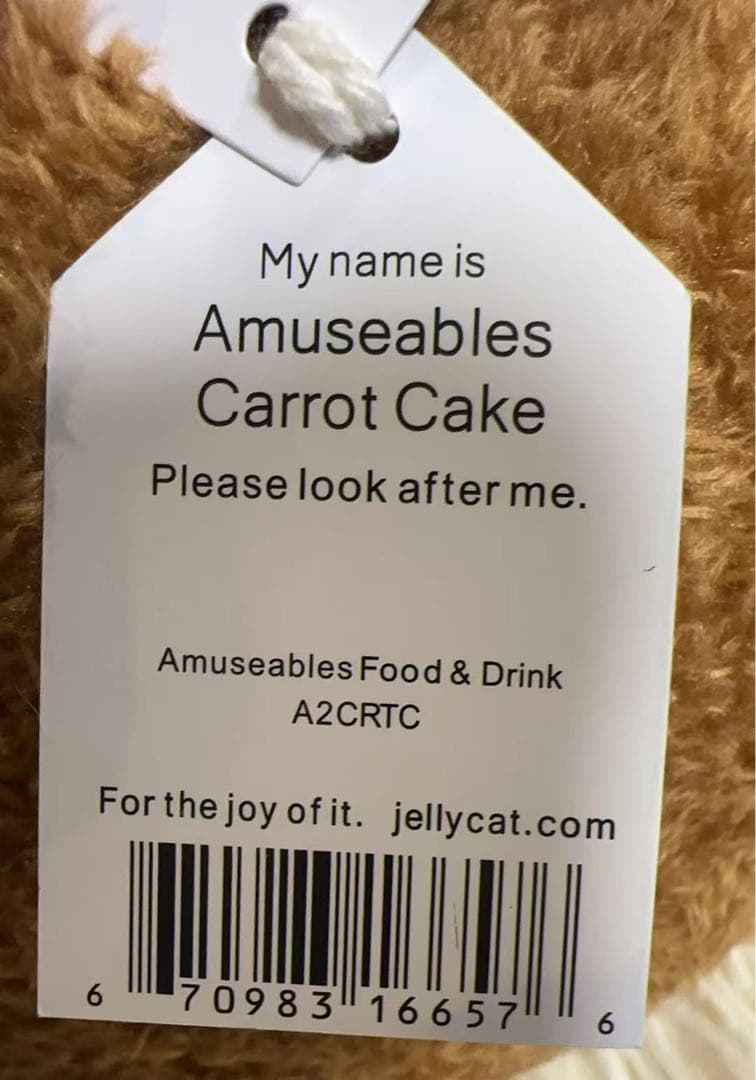 My name is
Amuseables
Carrot Cake
Please look after me.
Amuseables Food & Drink
A2CRTC
For the joy of it. jellycat.com
6 70983 16657 6